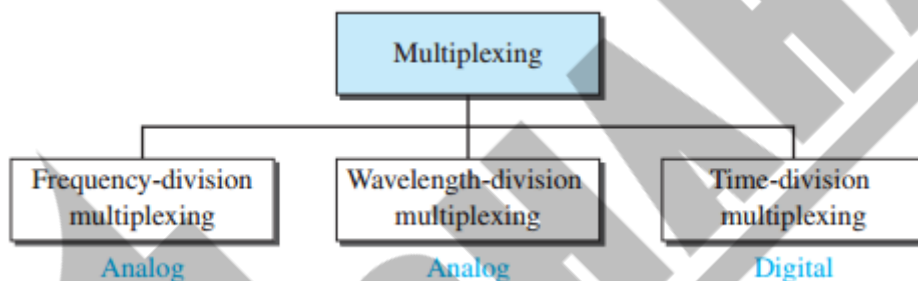 Multiplexing
Frequency-division
multiplexing
Wavelength-division
multiplexing
Time-division
multiplexing
Analog
Analog
Digital